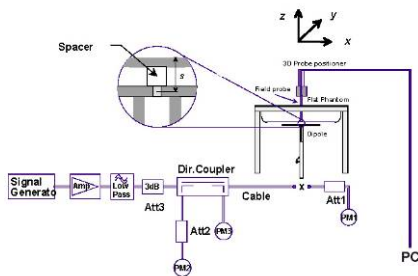 z
y
x
Spacer
s
3D Probe positioner
Field probe
Flat Phantom
Dipole
Signal
Generato
Amp
Low
Pass
3dB
Att3
Dir.Coupler
Cable
x
Att1
PM1
Att2
PM3
PM2
PC